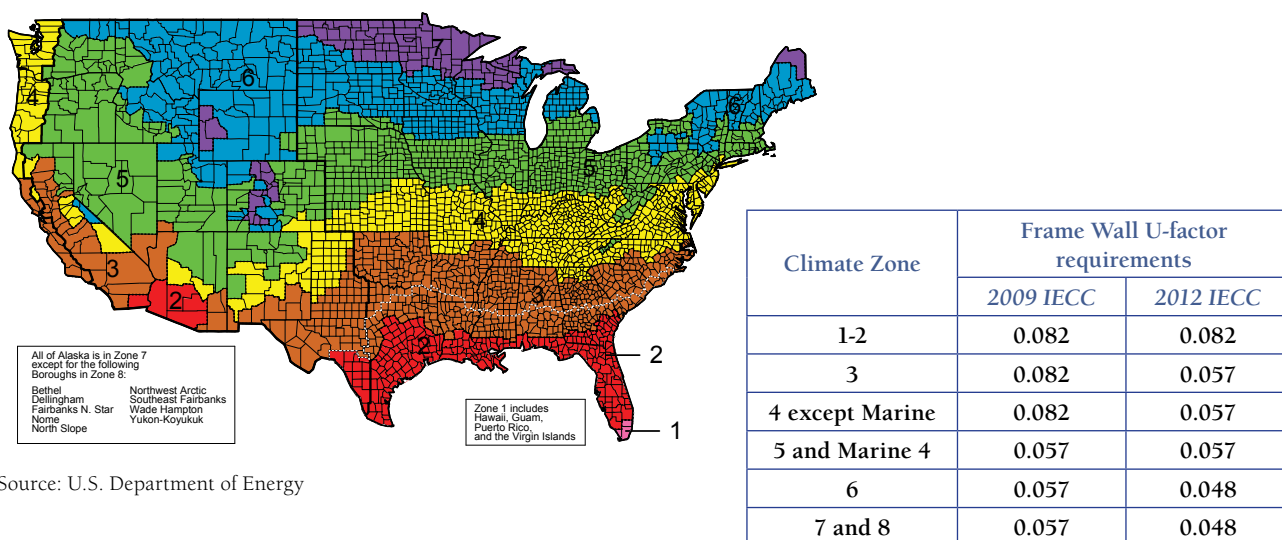 7
6
6
4
5
5
4
3
3
2
2
2
1
All of Alaska is in Zone 7
except for the following
Boroughs in Zone 8:
Bethel Northwest Arctic
Dellingham Southeast Fairbanks
Fairbanks N. Star Wade Hampton
Nome Yukon-Koyukuk
North Slope
Zone 1 includes
Hawaii, Guam,
Puerto Rico,
and the Virgin Islands
Source: U.S. Department of Energy
Climate Zone
Frame Wall U-factor
requirements
2009 IECC 2012 IECC
1-2 0.082 0.082
3 0.082 0.057
4 except Marine 0.082 0.057
5 and Marine 4 0.057 0.057
6 0.057 0.048
7 and 8 0.057 0.048